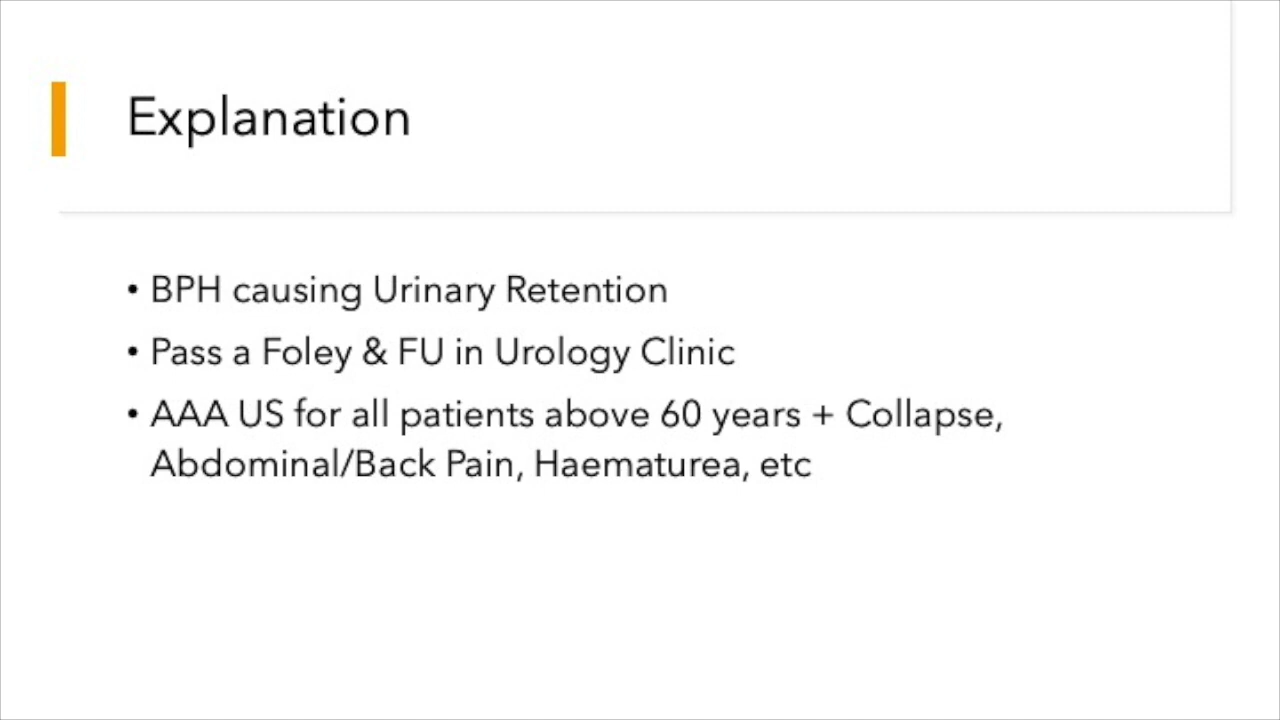 Explanation
• BPH causing Urinary Retention
• Pass a Foley & FU in Urology Clinic
• AAA US for all patients above 60 years + Collapse,
Abdominal/Back Pain, Haematurea, etc